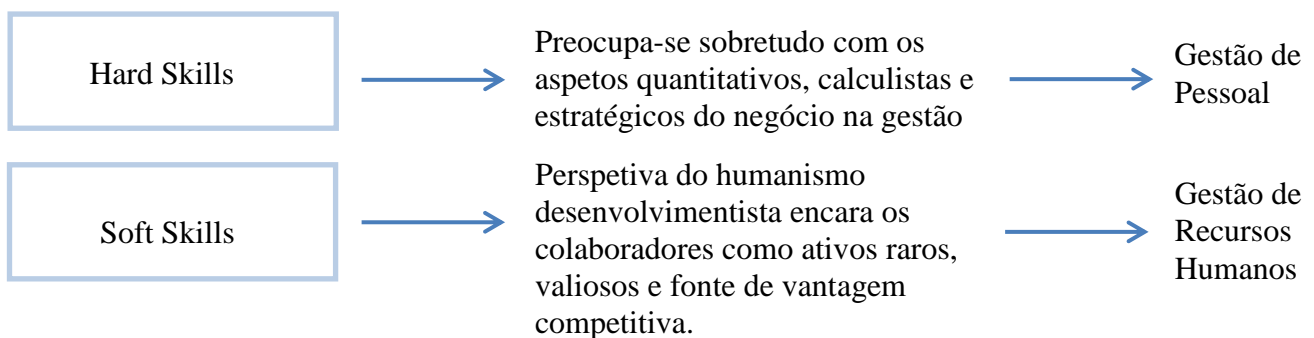 Hard Skills
Preocupa-se sobretudo com os
aspetos quantitativos, calculistas e
estratégicos do negócio na gestão
Gestão de
Pessoal
Soft Skills
Perspetiva do humanismo
desenvolvimentista encara os
colaboradores como ativos raros,
valiosos e fonte de vantagem
competitiva.
Gestão de
Recursos
Humanos